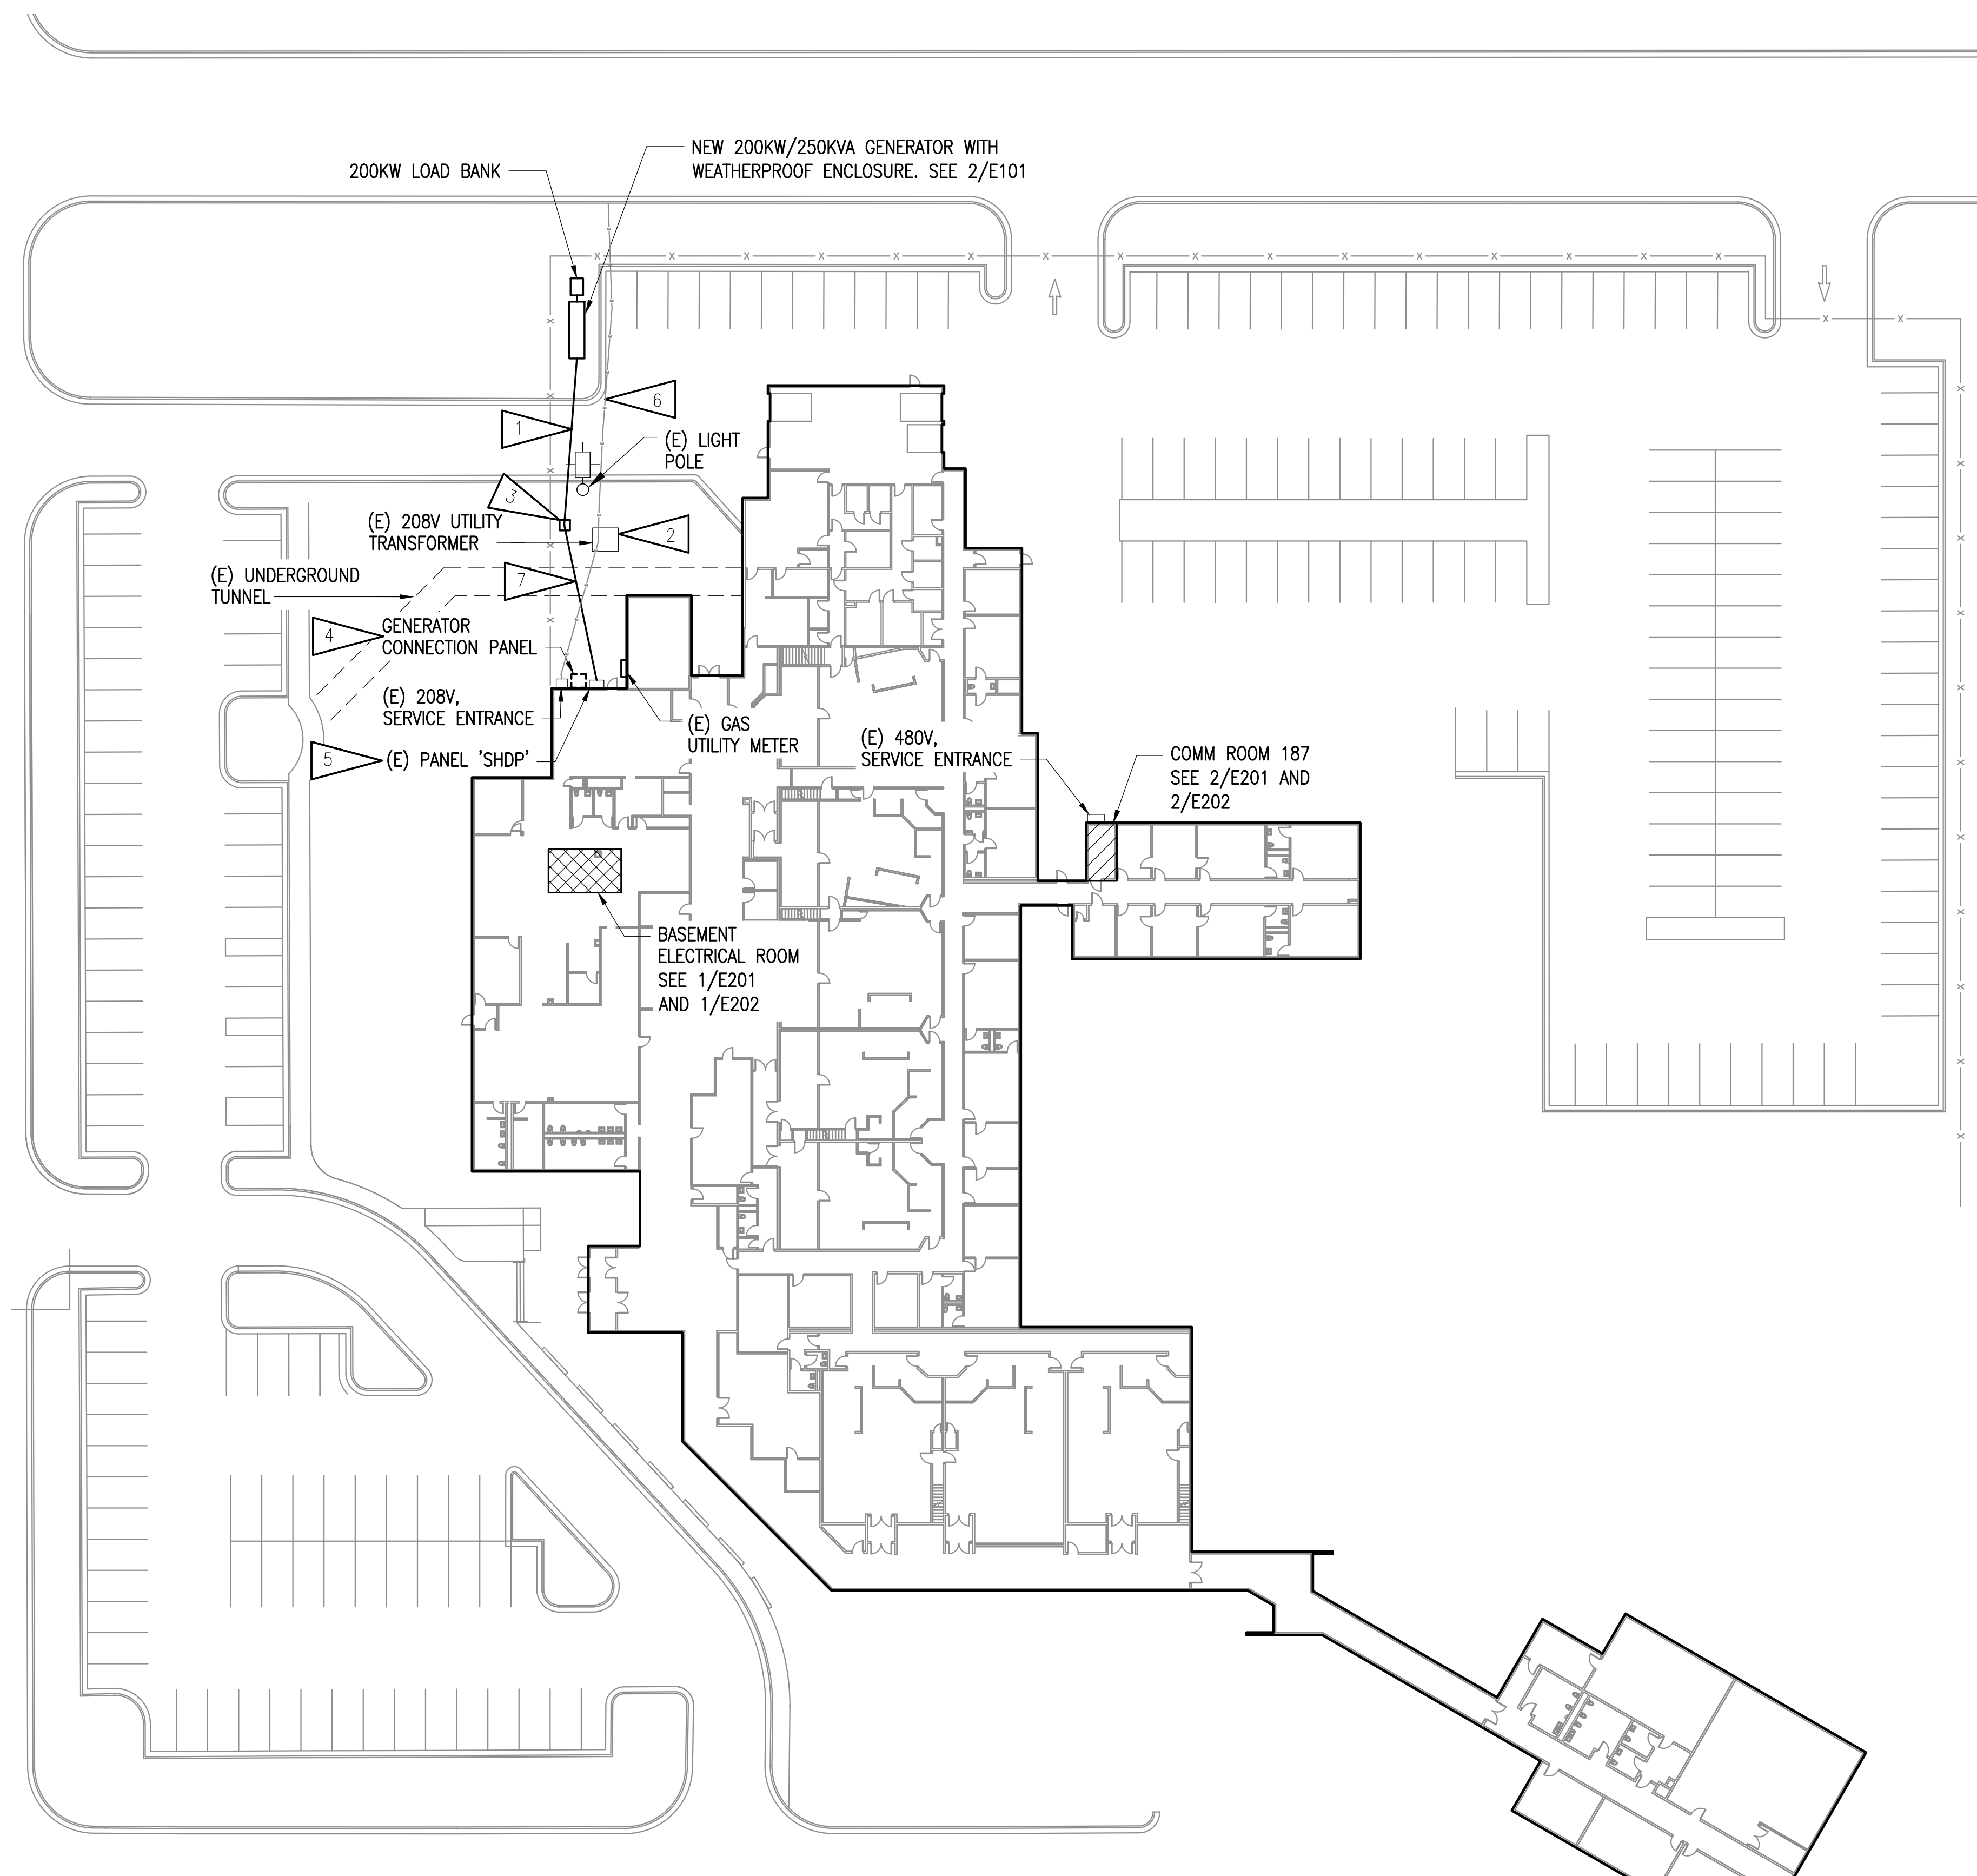 NEW 200KW/250KVA GENERATOR WITH
WEATHERPROOF ENCLOSURE. SEE 2/E101
200KW LOAD BANK
6
1
(E) LIGHT
POLE
3
(E) 208V UTILITY
TRANSFORMER
2
(E) UNDERGROUND
TUNNEL
7
4
GENERATOR
CONNECTION PANEL
(E) 208V,
SERVICE ENTRANCE
5
(E) PANEL 'SHDP'
(E) GAS
UTILITY METER
(E) 480V,
SERVICE ENTRANCE
COMM ROOM 187
SEE 2/E201 AND
2/E202
BASEMENT
ELECTRICAL ROOM
SEE 1/E201
AND 1/E202